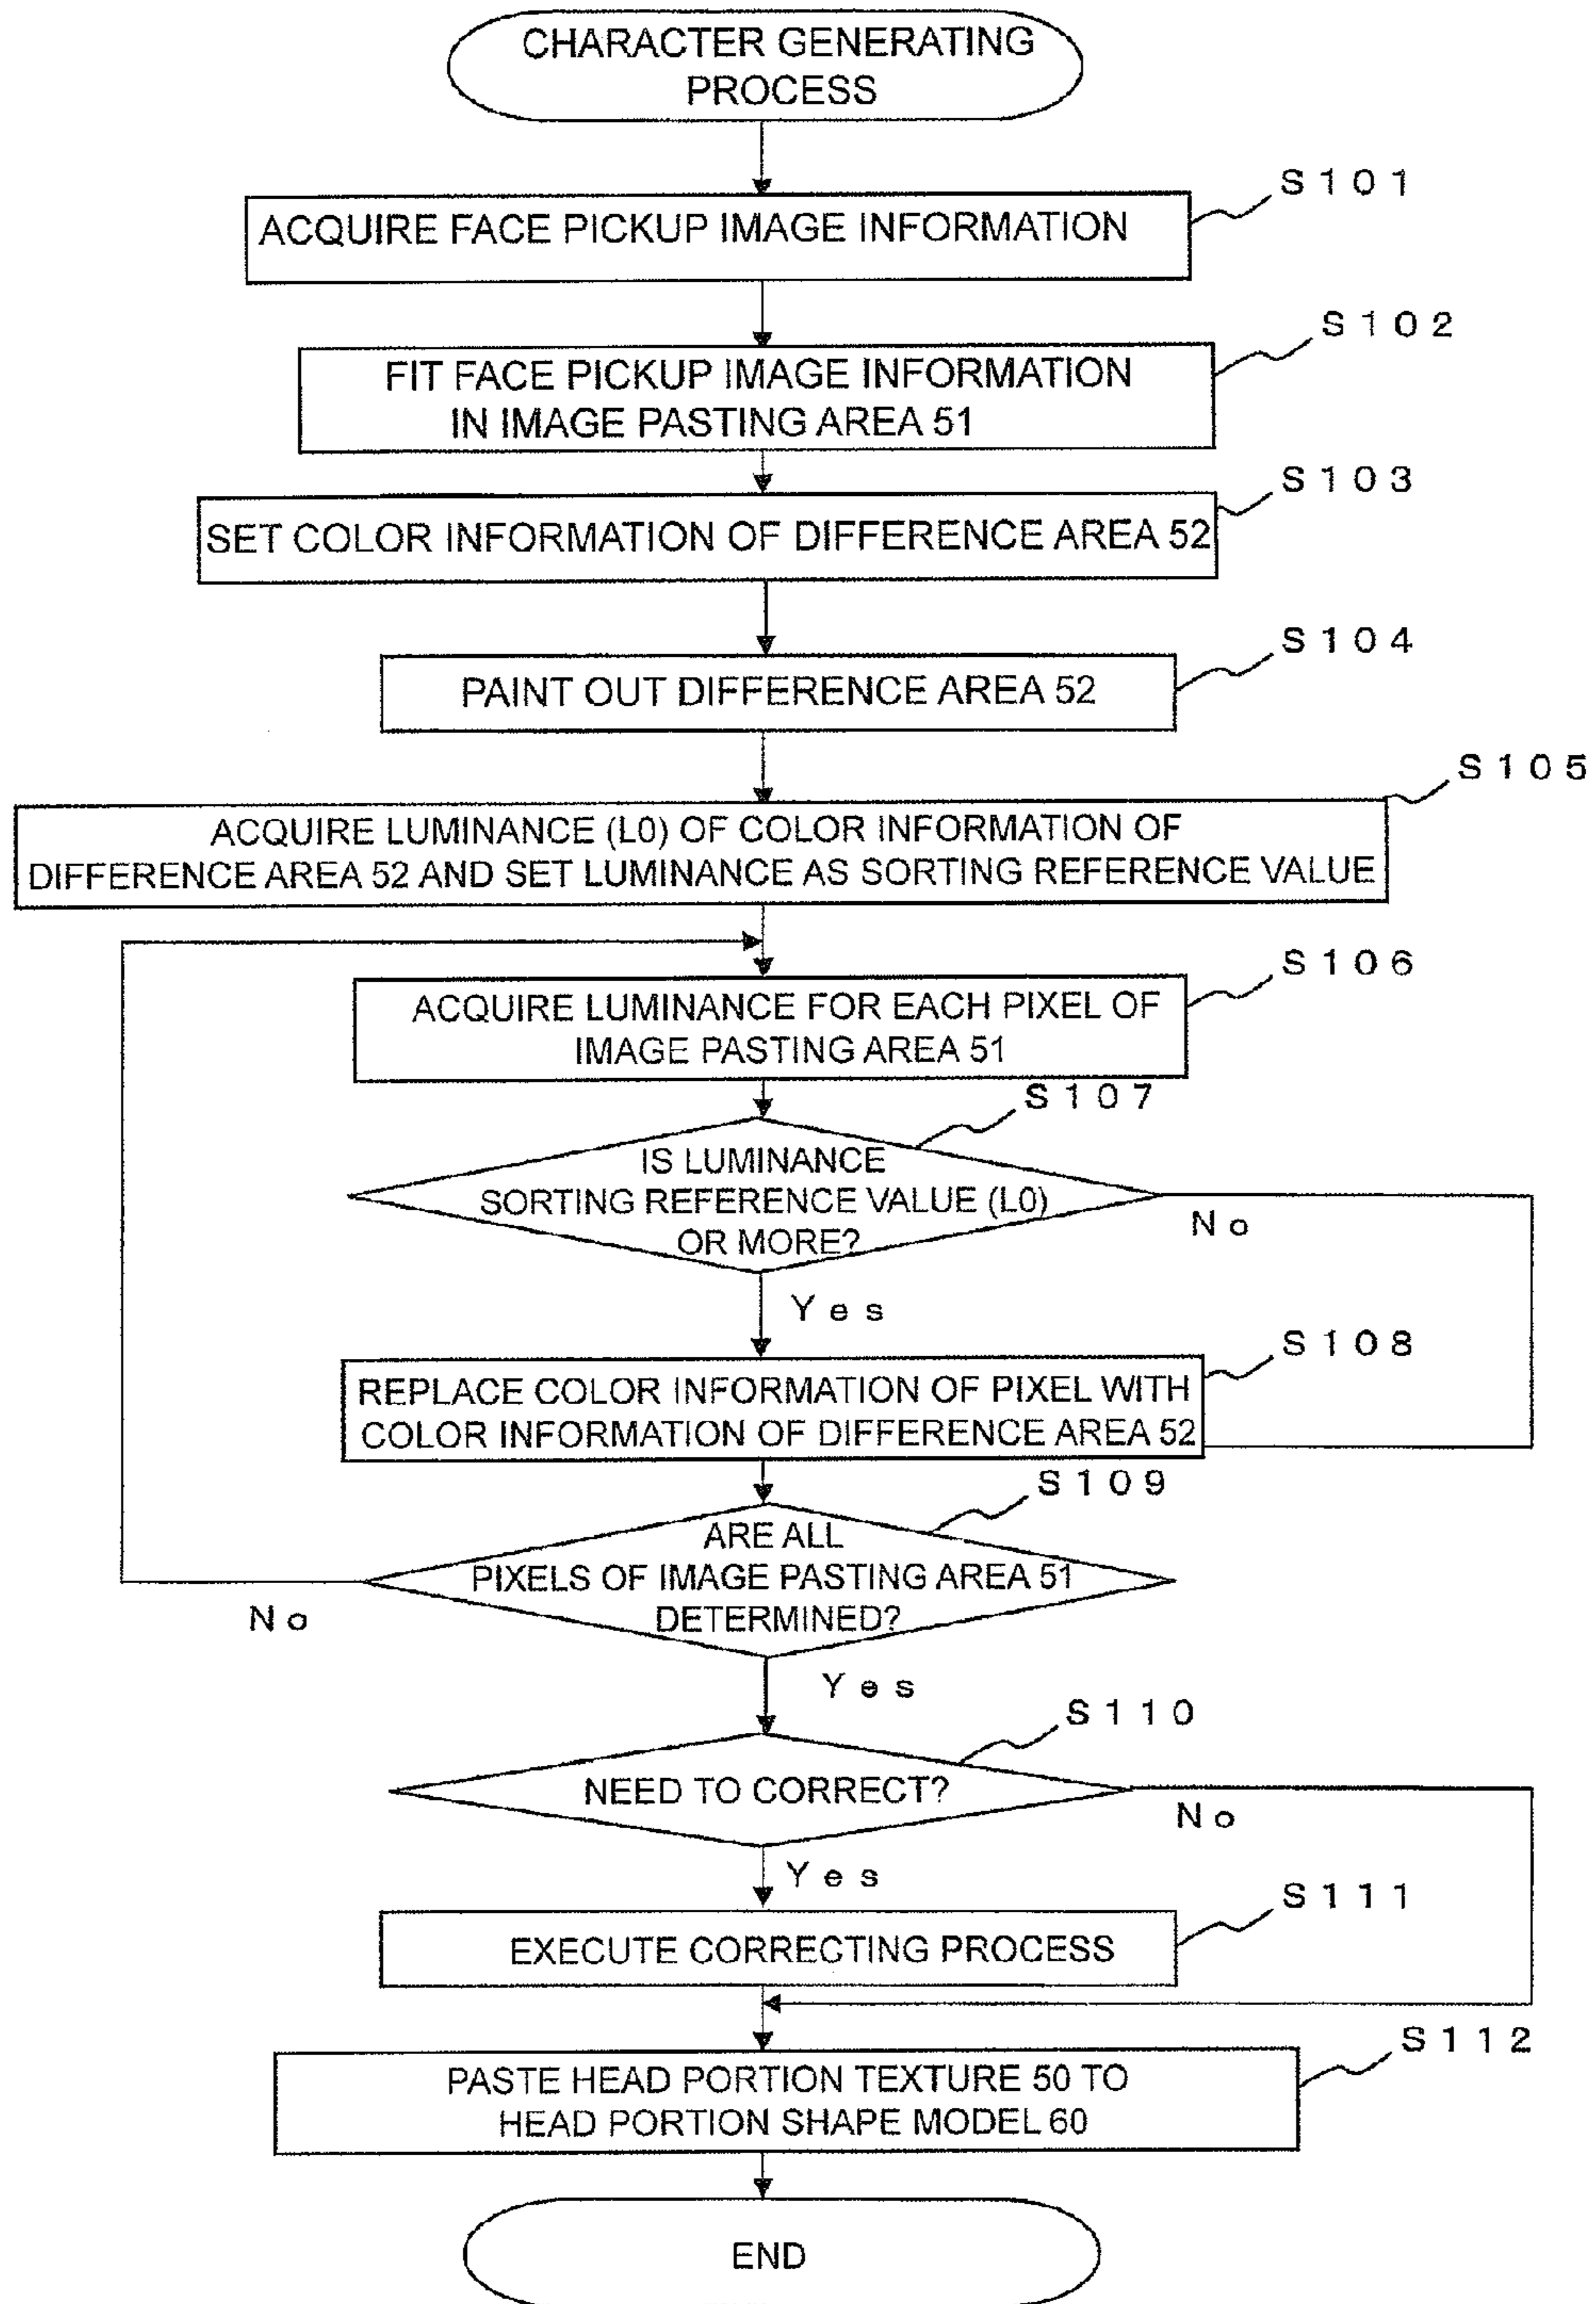 CHARACTER GENERATING
PROCESS
S101
ACQUIRE FACE PICKUP IMAGE INFORMATION
S102
FIT FACE PICKUP IMAGE INFORMATION
IN IMAGE PASTING AREA 51
S103
SET COLOR INFORMATION OF DIFFERENCE AREA 52
S104
PAINT OUT DIFFERENCE AREA 52
S105
ACQUIRE LUMINANCE (L0) OF COLOR INFORMATION OF
DIFFERENCE AREA 52 AND SET LUMINANCE AS SORTING REFERENCE VALUE
S106
ACQUIRE LUMINANCE FOR EACH PIXEL OF
IMAGE PASTING AREA 51
S107
IS LUMINANCE
SORTING REFERENCE VALUE (L0)
OR MORE?
No
Yes
S108
REPLACE COLOR INFORMATION OF PIXEL WITH
COLOR INFORMATION OF DIFFERENCE AREA 52
S109
ARE ALL
PIXELS OF IMAGE PASTING AREA 51
DETERMINED?
No
Yes
S110
NEED TO CORRECT?
No
Yes
S111
EXECUTE CORRECTING PROCESS
S112
PASTE HEAD PORTION TEXTURE 50 TO
HEAD PORTION SHAPE MODEL 60
END